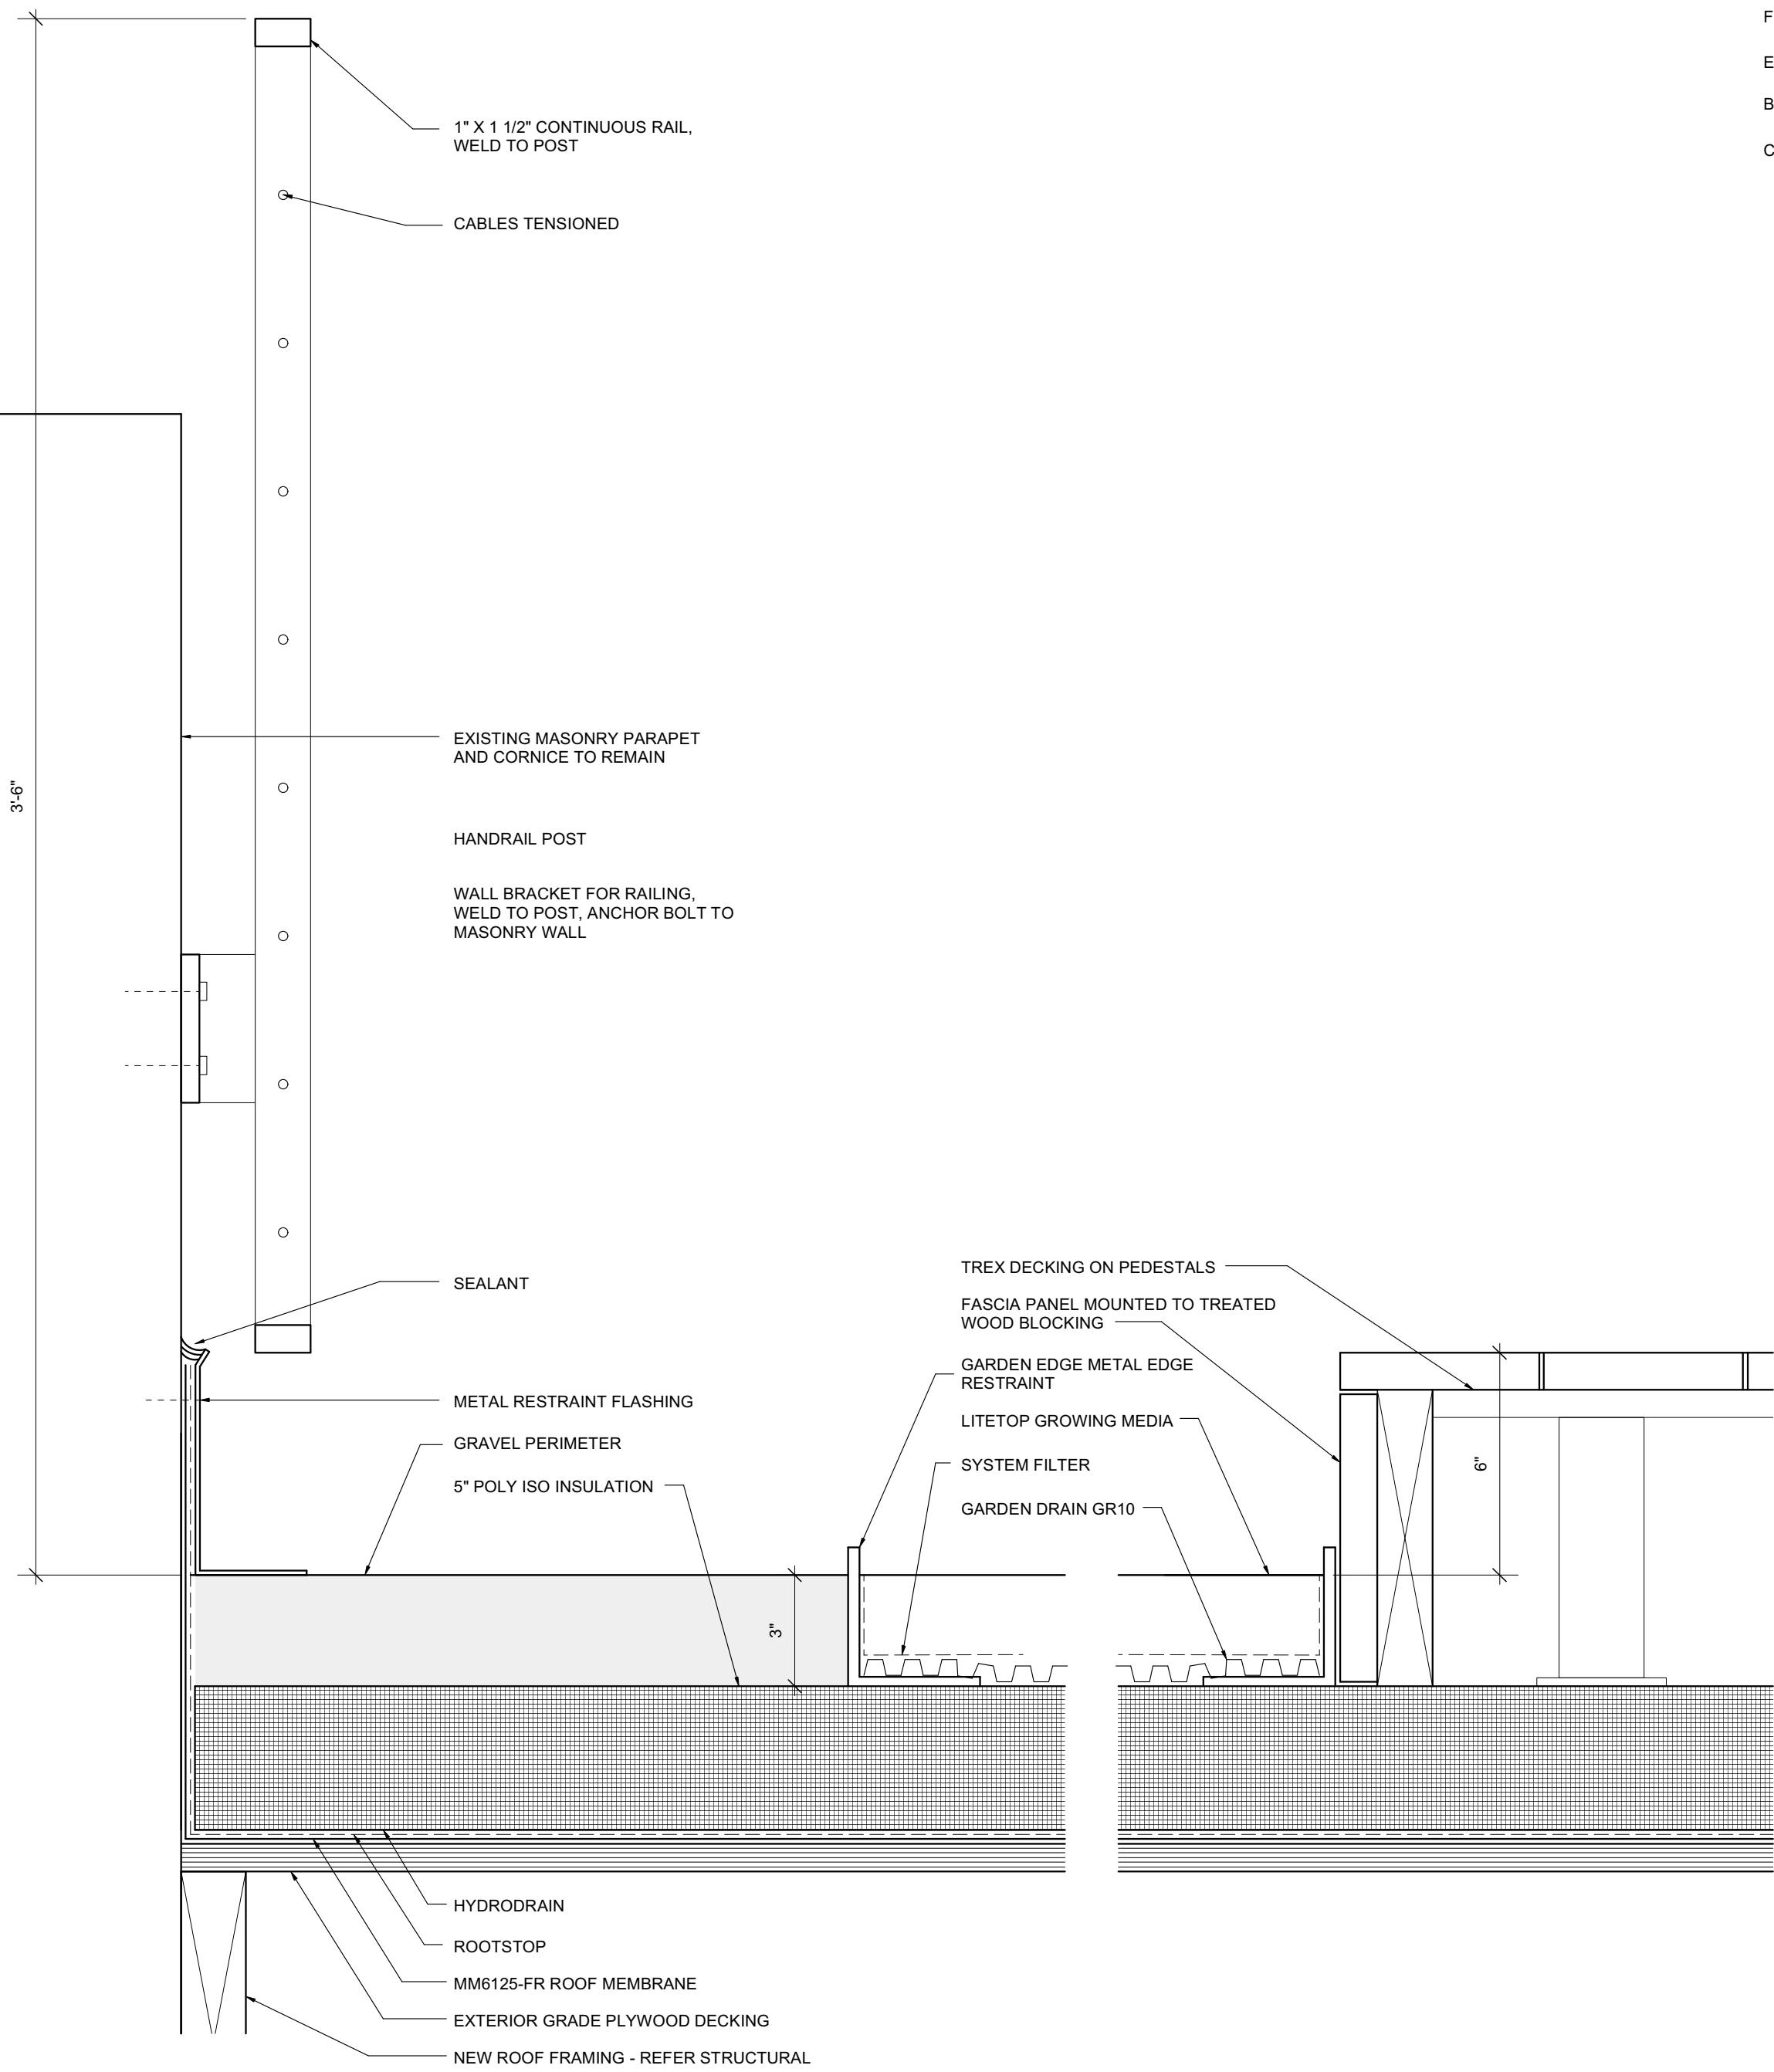 F
E
B
C
1" X 1 1/2" CONTINUOUS RAIL,
WELD TO POST
CABLES TENSIONED
EXISTING MASONRY PARAPET
AND CORNICE TO REMAIN
3'-6"
HANDRAIL POST
WALL BRACKET FOR RAILING,
WELD TO POST, ANCHOR BOLT TO
MASONRY WALL
SEALANT
METAL RESTRAINT FLASHING
GRAVEL PERIMETER
5" POLY ISO INSULATION
TREX DECKING ON PEDESTALS
FASCIA PANEL MOUNTED TO TREATED
WOOD BLOCKING
GARDEN EDGE METAL EDGE
RESTRAINT
LITETOP GROWING MEDIA
SYSTEM FILTER
GARDEN DRAIN GR10
6"
3"
HYDRODRAIN
ROOTSTOP
MM6125-FR ROOF MEMBRANE
EXTERIOR GRADE PLYWOOD DECKING
NEW ROOF FRAMING - REFER STRUCTURAL